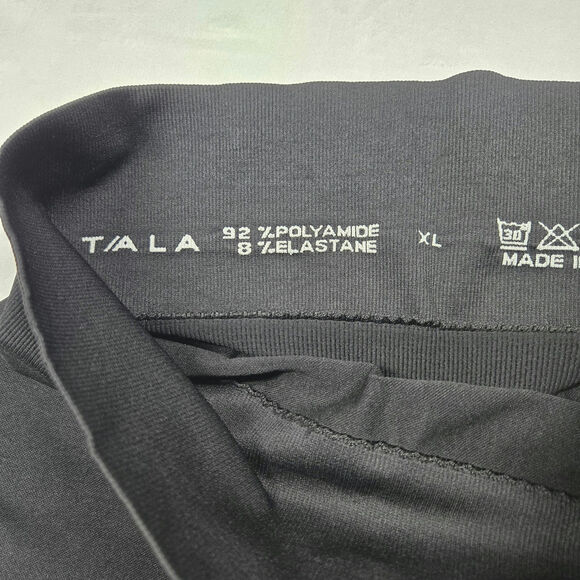 TALA
92 %POLYAMIDE
8 %ELASTANE
XL
30
MADE